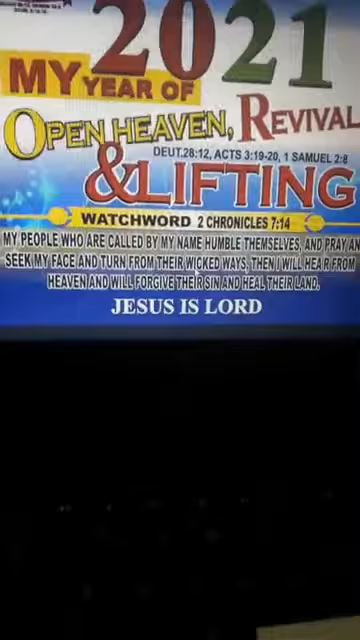 2021
MY YEAR OF
OPEN HEAVEN, REVIVAL
DEUT.28:12, ACTS 3:19-20, 1 SAMUEL 2:8
&LIFTING
WATCHWORD 2 CHRONICLES 7:14
MY PEOPLE WHO ARE CALLED BY MY NAME HUMBLE THEMSELVES, AND PRAY AN
SEEK MY FACE AND TURN FROM THEIR WICKED WAYS, THEN I WILL HEAR FROM
HEAVEN AND WILL FORGIVE THEIR SIN AND HEAL THEIR LAND.
JESUS IS LORD